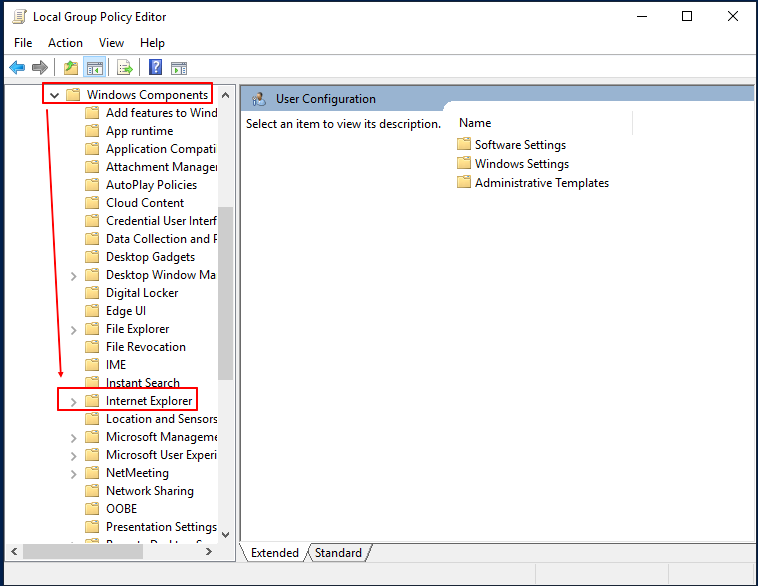 Local Group Policy Editor
File Action View Help
Windows Components
Add features to Wind
App runtime
Application Compati
Attachment Manager
AutoPlay Policies
Cloud Content
Credential User Interf
Data Collection and P
Desktop Gadgets
Desktop Window Ma
Digital Locker
Edge UI
File Explorer
File Revocation
IME
Instant Search
Internet Explorer
Location and Sensors
Microsoft Manageme
Microsoft User Experi
NetMeeting
Network Sharing
OOBE
Presentation Settings
User Configuration
Select an item to view its description.
Name
Software Settings
Windows Settings
Administrative Templates
Extended Standard